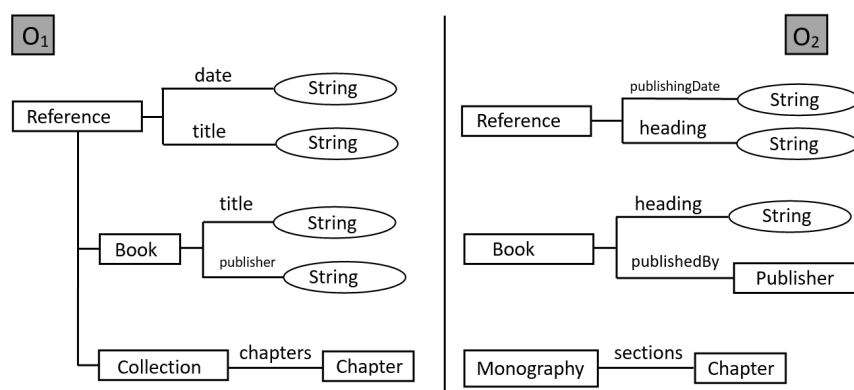 O1
date
String
Reference
title
String
title
String
Book
publisher
String
chapters
Collection
Chapter
O2
publishingDate
String
Reference
heading
String
heading
String
Book
publishedBy
Publisher
sections
Monography
Chapter